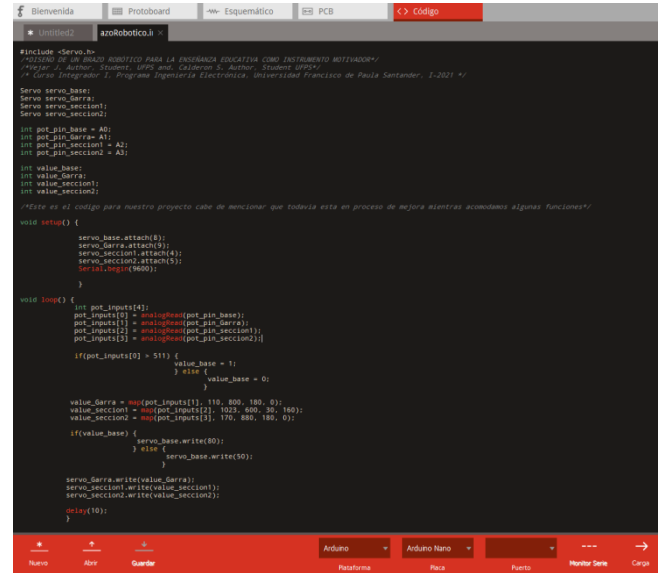 Bienvenida
Protoboard
Esquemático
PCB
<> Código
* Untitled2
azoRobotico.i
×
#include <Servo.h>
/*DISEÑO DE UN BRAZO ROBOTICO PARA LA ENSEÑANZA EDUCATIVA COMO INSTRUMENTO MOTIVADOR*/
/*Vejar J. Author, Student, UFPS and. Calderon S. Author, Student UFPS*/
/* Curso Integrador I. Programa Ingeniería Electrónica, Universidad Francisco de Paula Santander, I-2021 */
Servo servo_base;
Servo servo_Garra;
Servo servo_seccion1;
Servo servo_seccion2;
int pot_pin_base = A0;
int pot_pin_Garra= A1;
int pot_pin_seccion1 = A2;
int pot_pin_seccion2 = A3;
int value_base;
int value_Garra;
int value_seccion1;
int value_seccion2;
/*Este es el codigo para nuestro proyecto cabe de mencionar que todavia esta en proceso de mejora mientras acomodamos algunas funciones*/
void setup() {
servo_base.attach(8);
servo_Garra.attach(9);
servo_seccion1.attach(4);
servo_seccion2.attach(5);
Serial.begin(9600);
}
void loop() {
int pot_inputs[4];
pot_inputs[0] = analogRead(pot_pin_base);
pot_inputs[1] = analogRead(pot_pin_Garra);
pot_inputs[2] = analogRead(pot_pin_seccion1);
pot_inputs[3] = analogRead(pot_pin_seccion2);
if(pot_inputs[0] > 511) {
value_base = 1;
} else {
value_base = 0;
}
value_Garra = map(pot_inputs[1], 110, 800, 180, 0);
value_seccion1 = map(pot_inputs[2], 1023, 600, 30, 160);
value_seccion2 = map(pot_inputs[3], 170, 880, 180, 0);
if(value_base) {
servo_base.write(80);
} else {
servo_base.write(50);
}
servo_Garra.write(value_Garra);
servo_seccion1.write(value_seccion1);
servo_seccion2.write(value_seccion2);
delay(10);
}
Nuevo
Abrir
Guardar
Arduino
Plataforma
Arduino Nano
Placa
Puerto
Monitor Serie
Carga